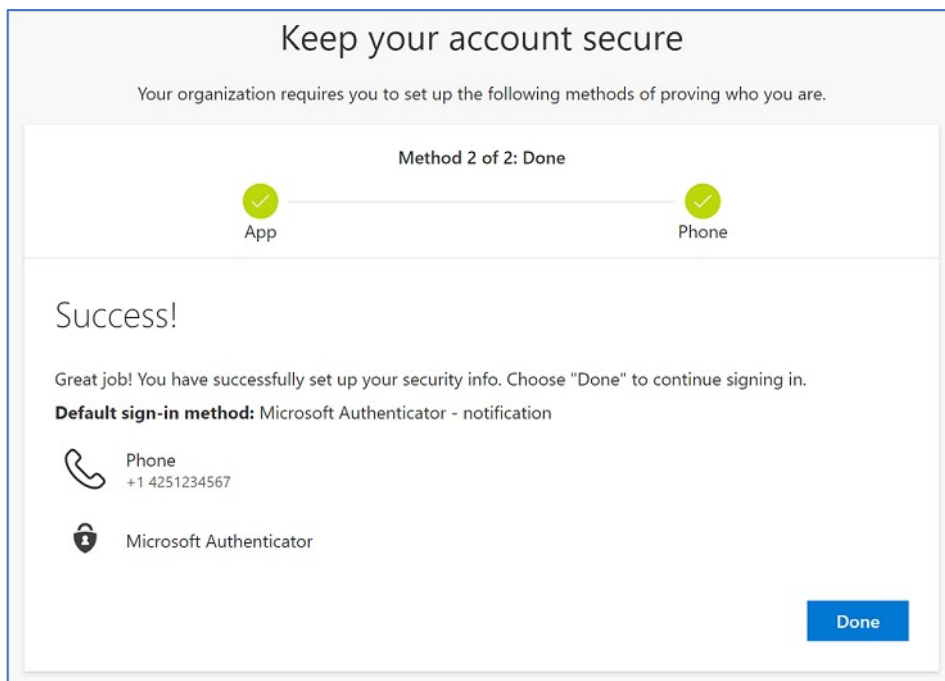 Keep your account secure
Your organization requires you to set up the following methods of proving who you are.
Method 2 of 2: Done
App
Phone
Success!
Great job! You have successfully set up your security info. Choose "Done" to continue signing in.
Default sign-in method: Microsoft Authenticator - notification
Phone
+1 4251234567
Microsoft Authenticator
Done